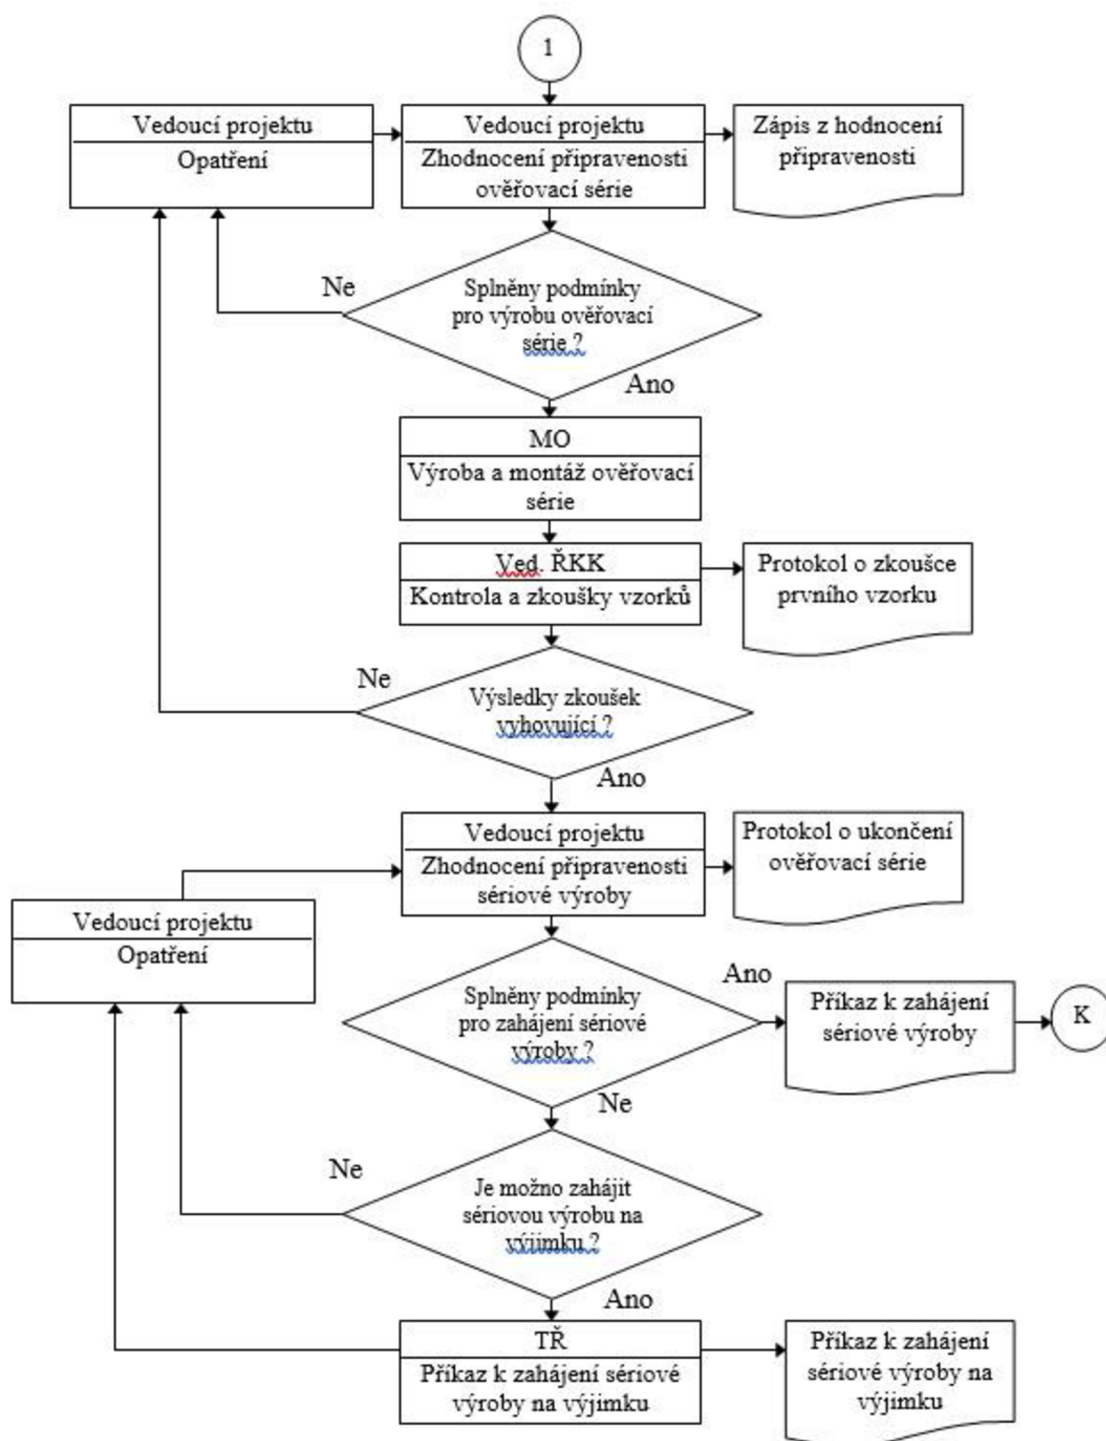 1
Vedoucí projektu
Opatření
Vedoucí projektu
Zhodnocení připravenosti
ověřovací série
Zápis z hodnocení
připravenosti
Ne
Splněny podmínky
pro výrobu ověřovací
série ?
Ano
MO
Výroba a montáž ověřovací
série
Ved. ŘKK
Kontrola a zkoušky vzorků
Protokol o zkoušce
prvního vzorku
Ne
Výsledky zkoušek
vyhovující ?
Ano
Vedoucí projektu
Zhodnocení připravenosti
sériové výroby
Protokol o ukončení
ověřovací série
Vedoucí projektu
Opatření
Splněny podmínky
pro zahájení sériové
výroby ?
Ano
Příkaz k zahájení
sériové výroby
K
Ne
Ne
Je možno zahájit
sériovou výrobu na
výjimku ?
Ano
TŘ
Příkaz k zahájení sériové
výroby na výjimku
Příkaz k zahájení
sériové výroby na
výjimku